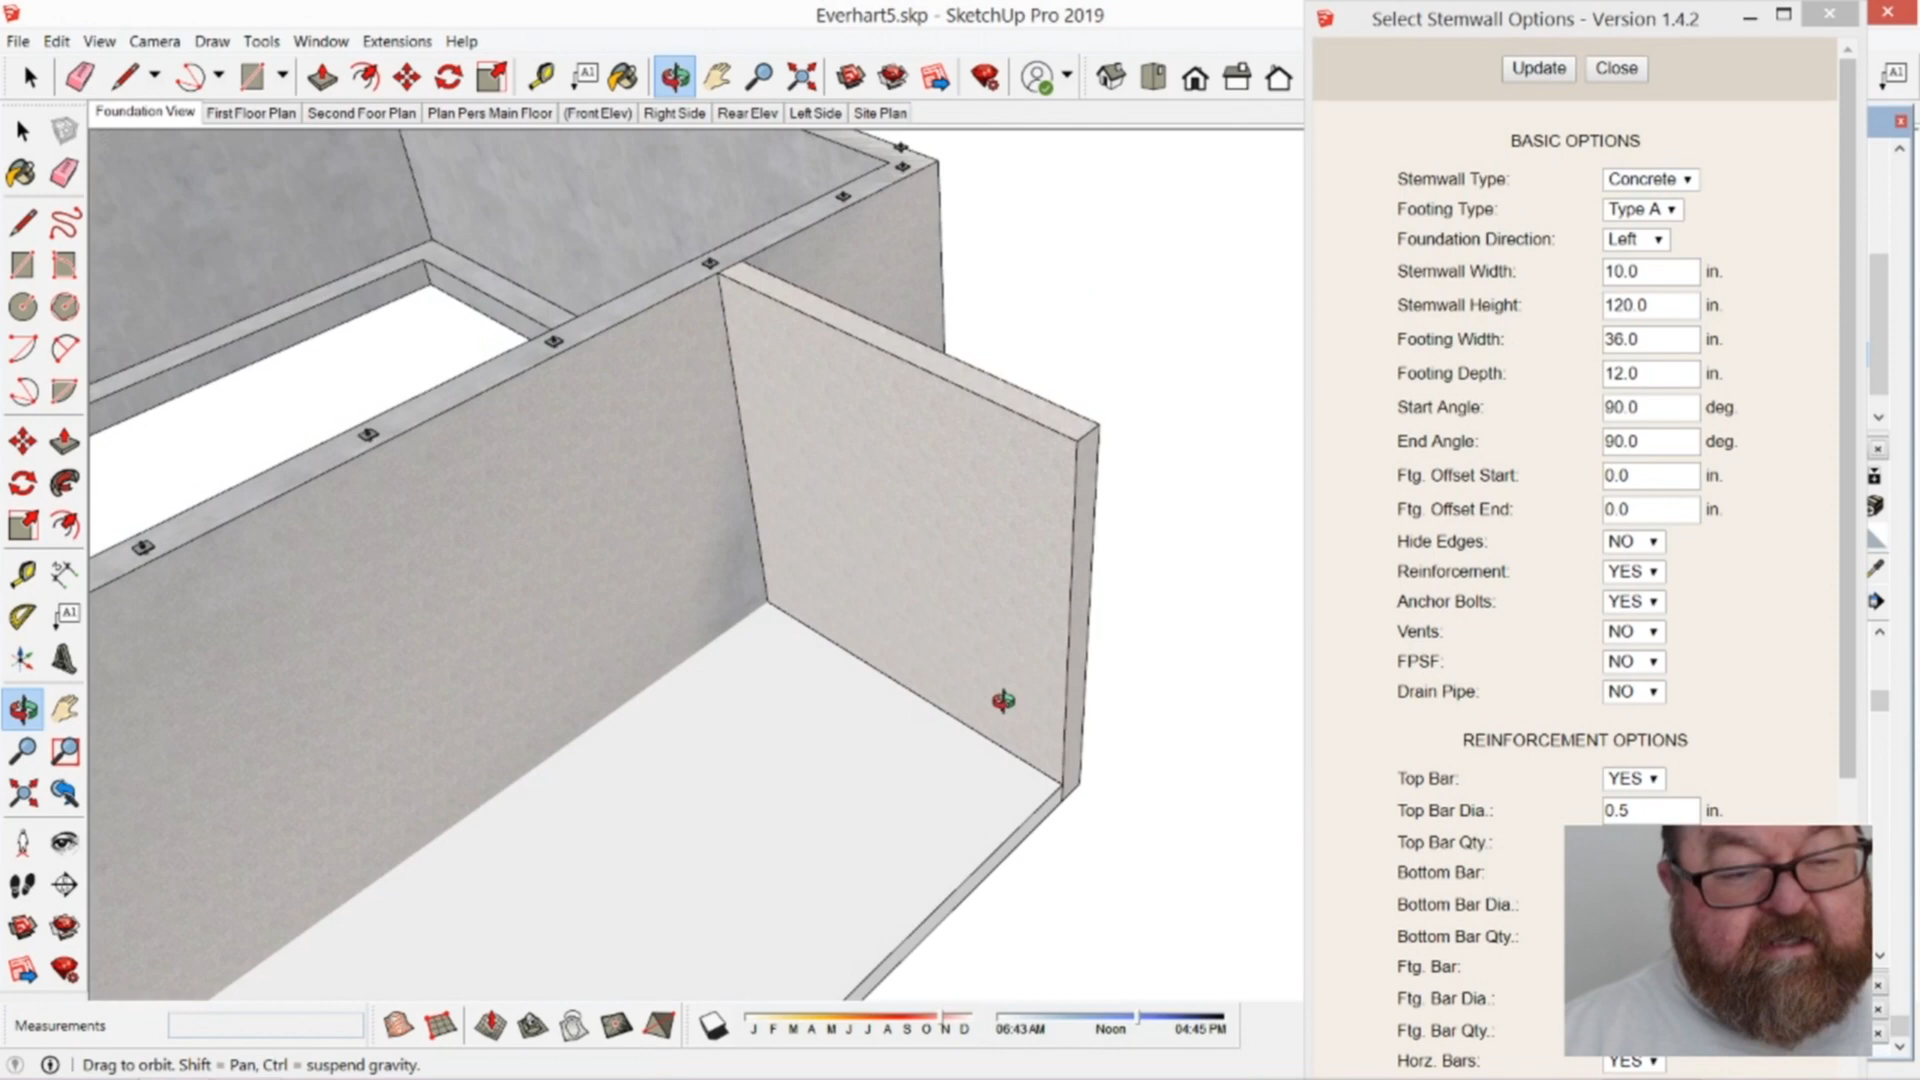 Everhart5.skp - SketchUp Pro 2019
Select Stemwall Options - Version 1.4.2
File Edit View Camera Draw Tools Window Extensions Help
Update Close
Foundation View First Floor Plan Second Foor Plan Plan Pers Main Floor (Front Elev) Right Side Rear Elev Left Side Site Plan
BASIC OPTIONS
Stemwall Type: Concrete
Footing Type: Type A
Foundation Direction: Left
Stemwall Width: 10.0 in.
Stemwall Height: 120.0 in.
Footing Width: 36.0 in.
Footing Depth: 12.0 in.
Start Angle: 90.0 deg.
End Angle: 90.0 deg.
Ftg. Offset Start: 0.0 in.
Ftg. Offset End: 0.0 in.
Hide Edges: NO
Reinforcement: YES
Anchor Bolts: YES
Vents: NO
FPSF: NO
Drain Pipe: NO
REINFORCEMENT OPTIONS
Top Bar: YES
Top Bar Dia.: 0.5 in.
Top Bar Qty.:
Bottom Bar:
Bottom Bar Dia.:
Bottom Bar Qty.:
Ftg. Bar:
Ftg. Bar Dia.:
Ftg. Bar Qty.:
Horz. Bars: YES
Measurements
J F M A M J J A S O N D
06:43 AM Noon 04:45 PM
Drag to orbit. Shift = Pan, Ctrl = suspend gravity.